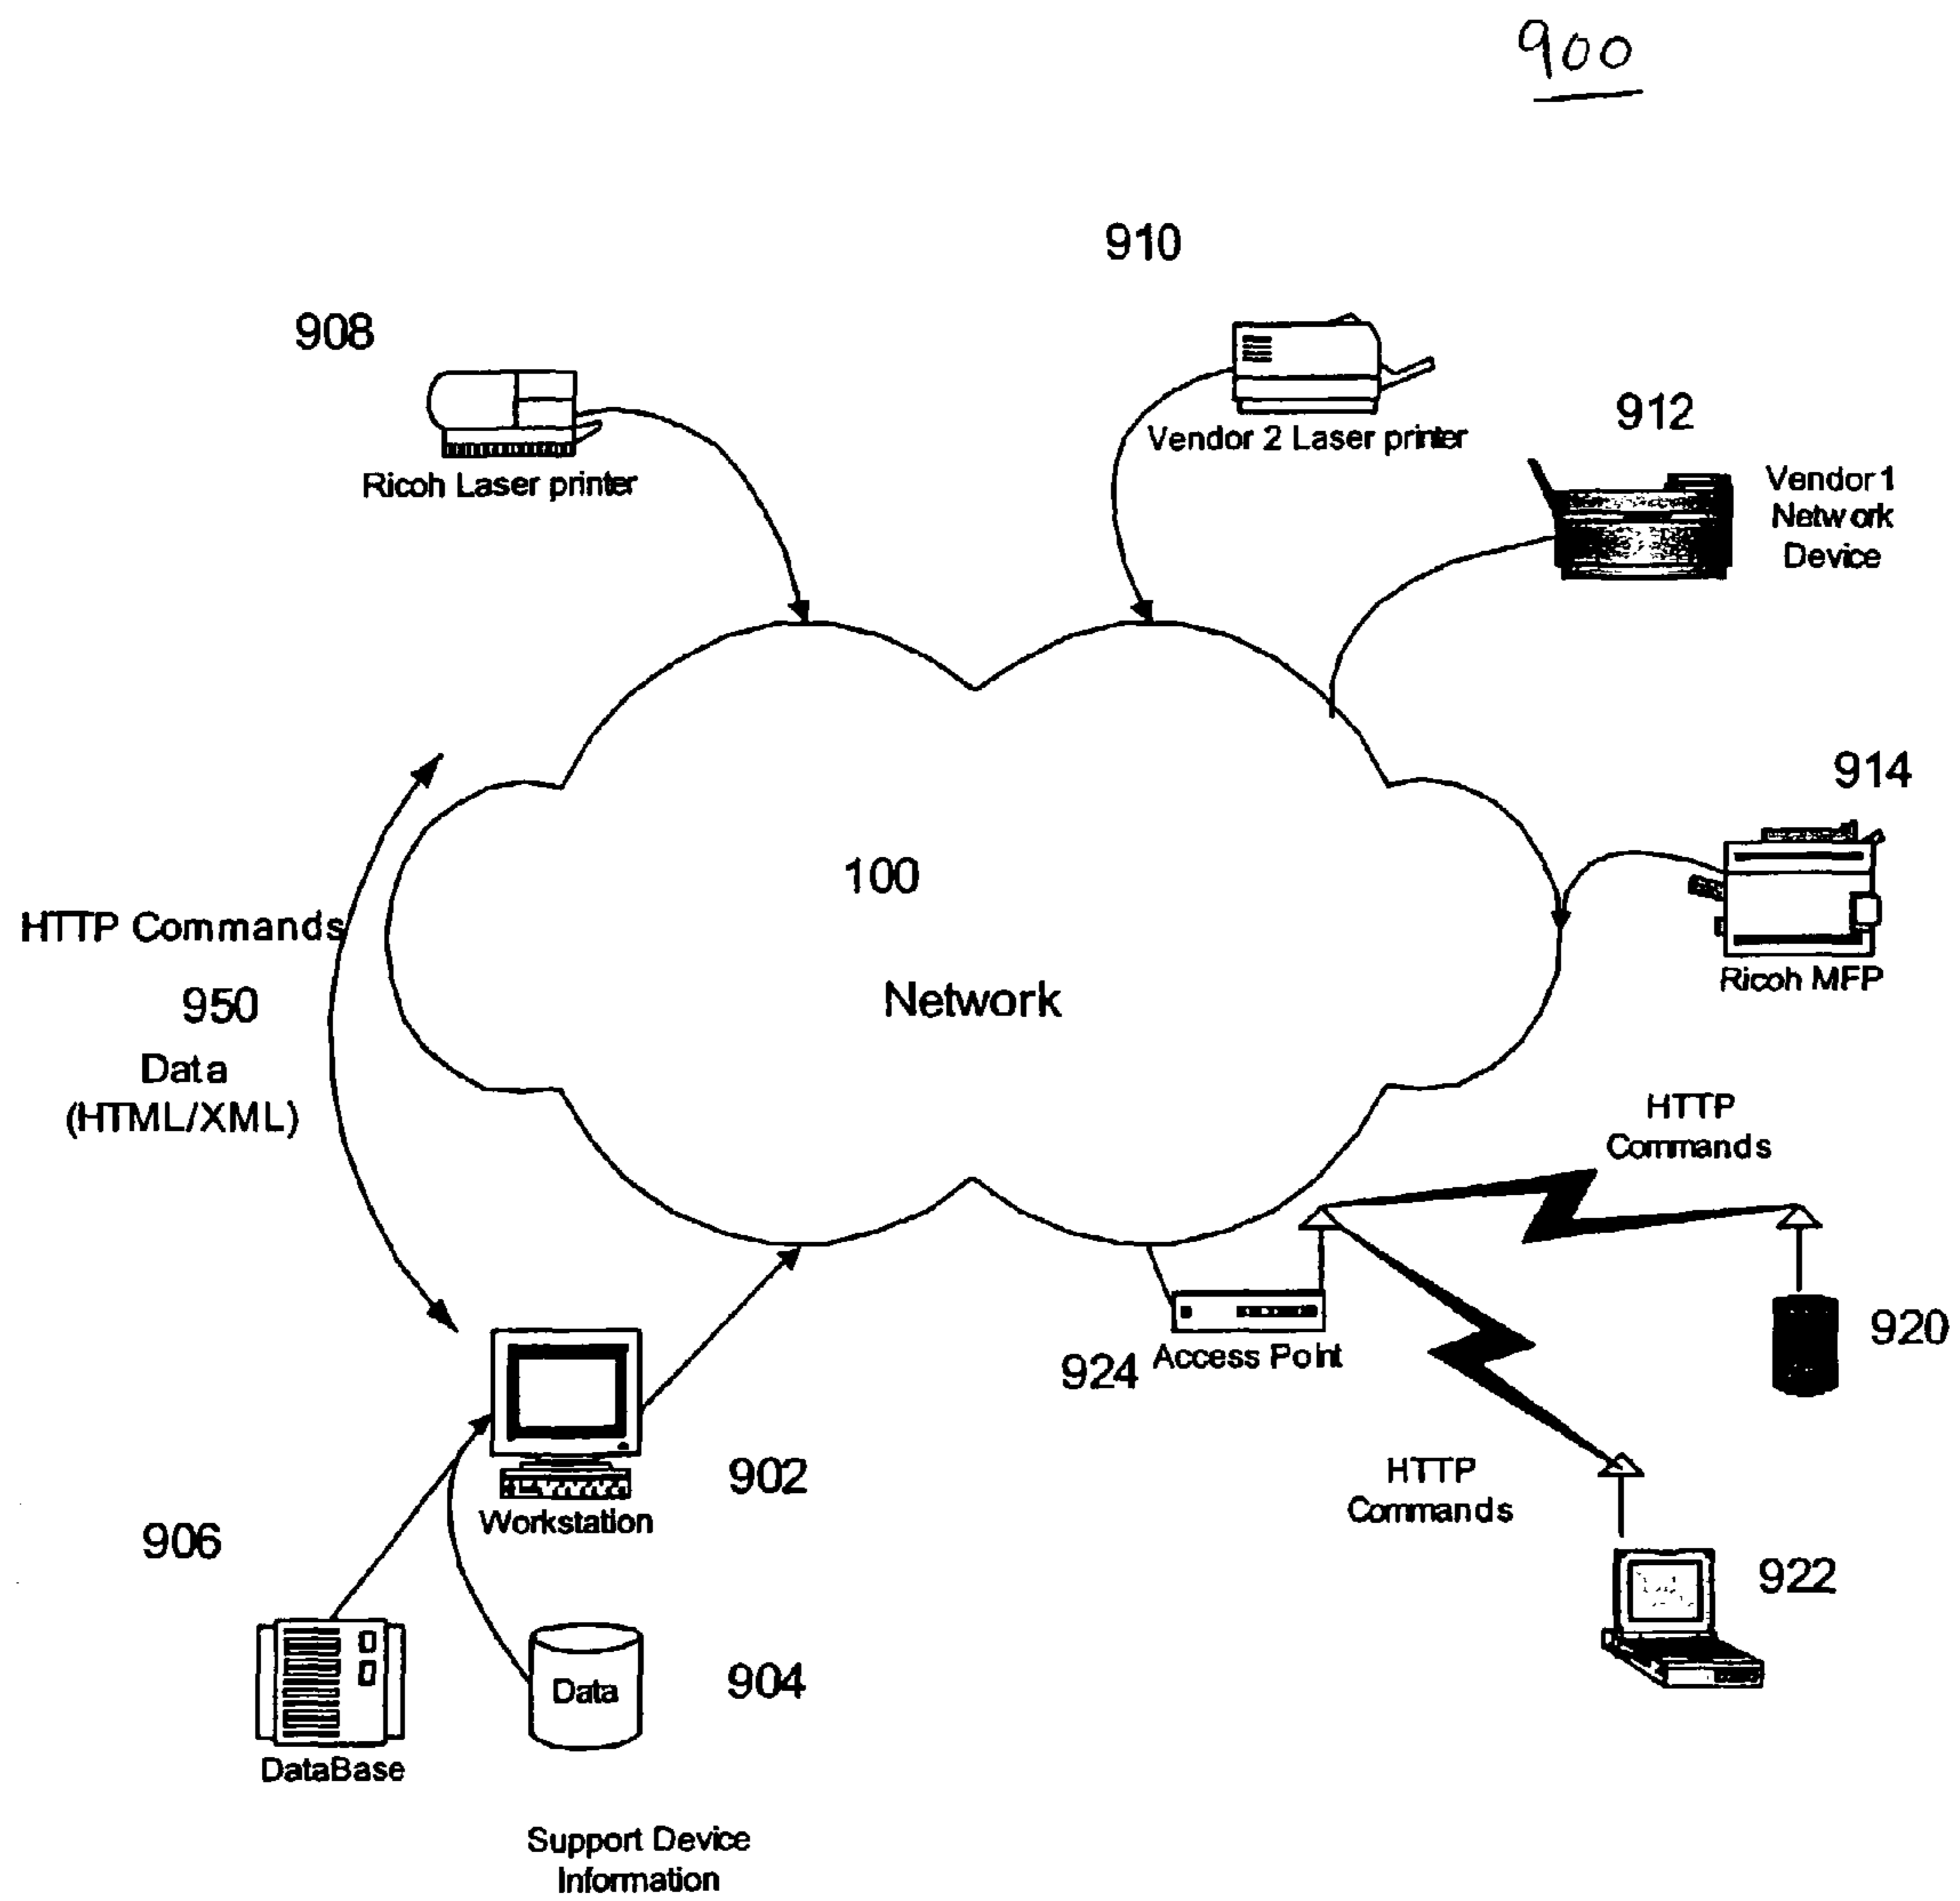 900
910
908
912
Vendor 2 Laser printer
Ricoh Laser printer
Vendor 1
Network
Device
914
100
HTTP Commands
Ricoh MFP
950
Network
Data
(HTML/XML)
HTTP
Commands
920
924
Access Point
902
HTTP
Commands
Workstation
906
922
904
Data
DataBase
Support Device
Information